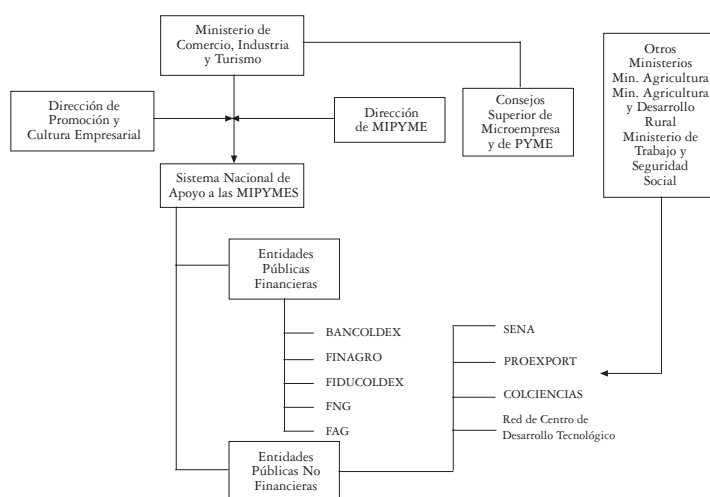 Ministerio de
Comercio, Industria
y Turismo
Otros
Ministerios
Min. Agricultura
Min. Agricultura
y Desarrollo
Rural
Ministerio de
Trabajo y
Seguridad
Social
Dirección de
Promoción y
Cultura Empresarial
Dirección
de MIPYME
Consejos
Superior de
Microempresa
y de PYME
Sistema Nacional de
Apoyo a las MIPYMES
Entidades
Públicas
Financieras
BANCOLDEX
FINAGRO
FIDUCOLDEX
FNG
FAG
SENA
PROEXPORT
COLCIENCIAS
Red de Centro de
Desarrollo Tecnológico
Entidades
Públicas No
Financieras